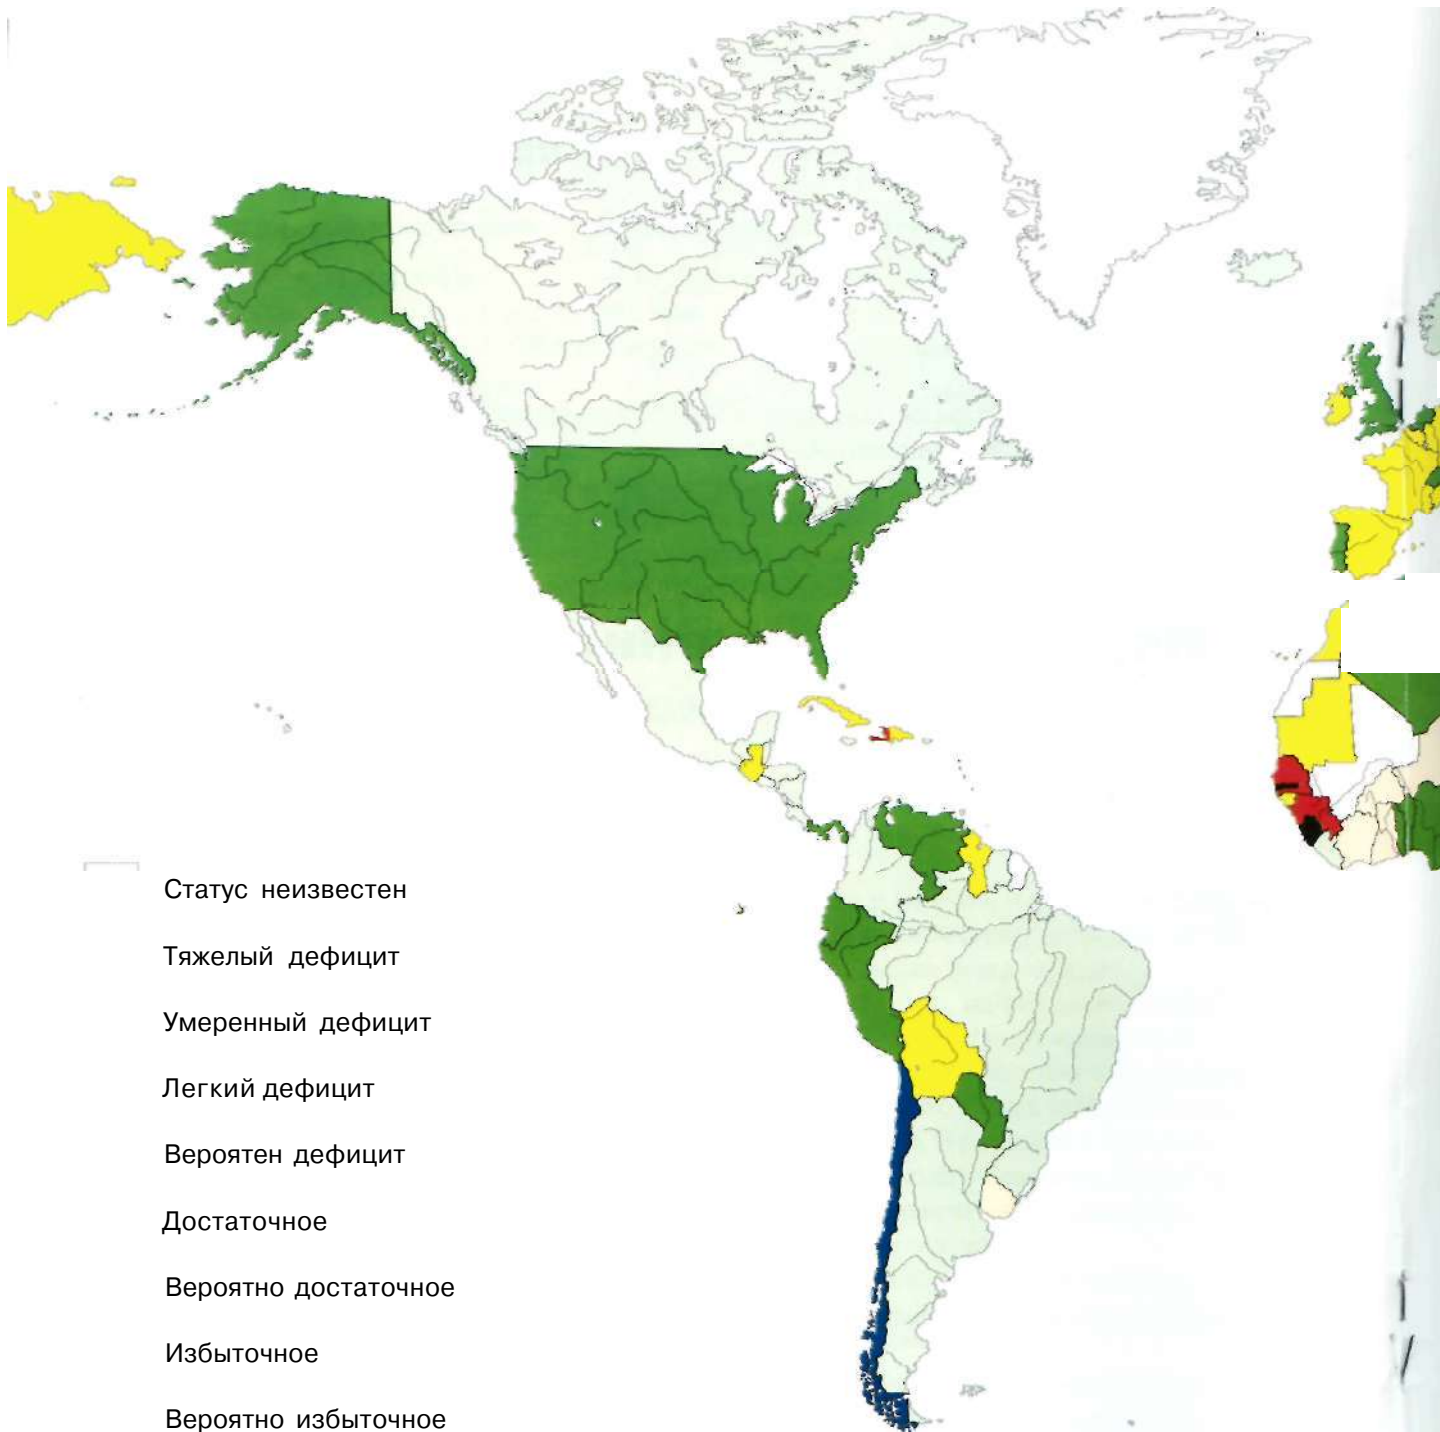 Статус неизвестен
Тяжелый дефицит
Умеренный дефицит
Легкий дефицит
Вероятен дефицит
Достаточное
Вероятно достаточное
Избыточное
Вероятно избыточное